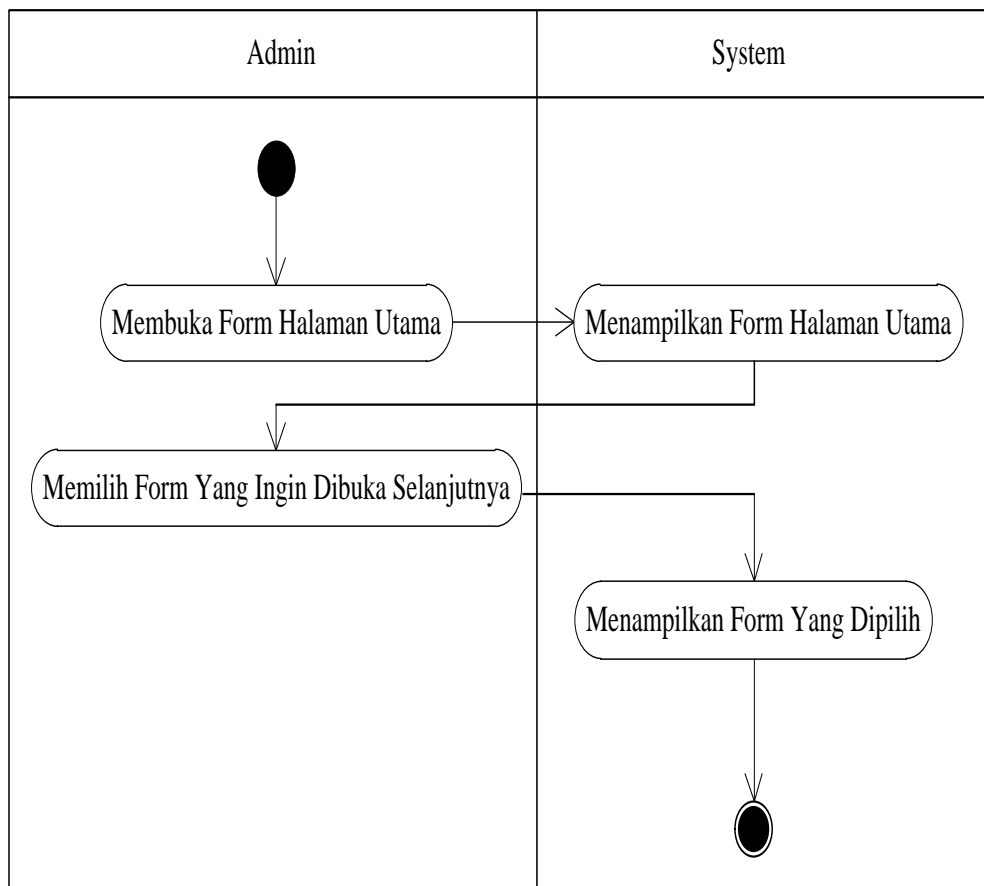 Admin
System
Membuka Form Halaman Utama
Menampilkan Form Halaman Utama
Memilih Form Yang Ingin Dibuka Selanjutnya
Menampilkan Form Yang Dipilih